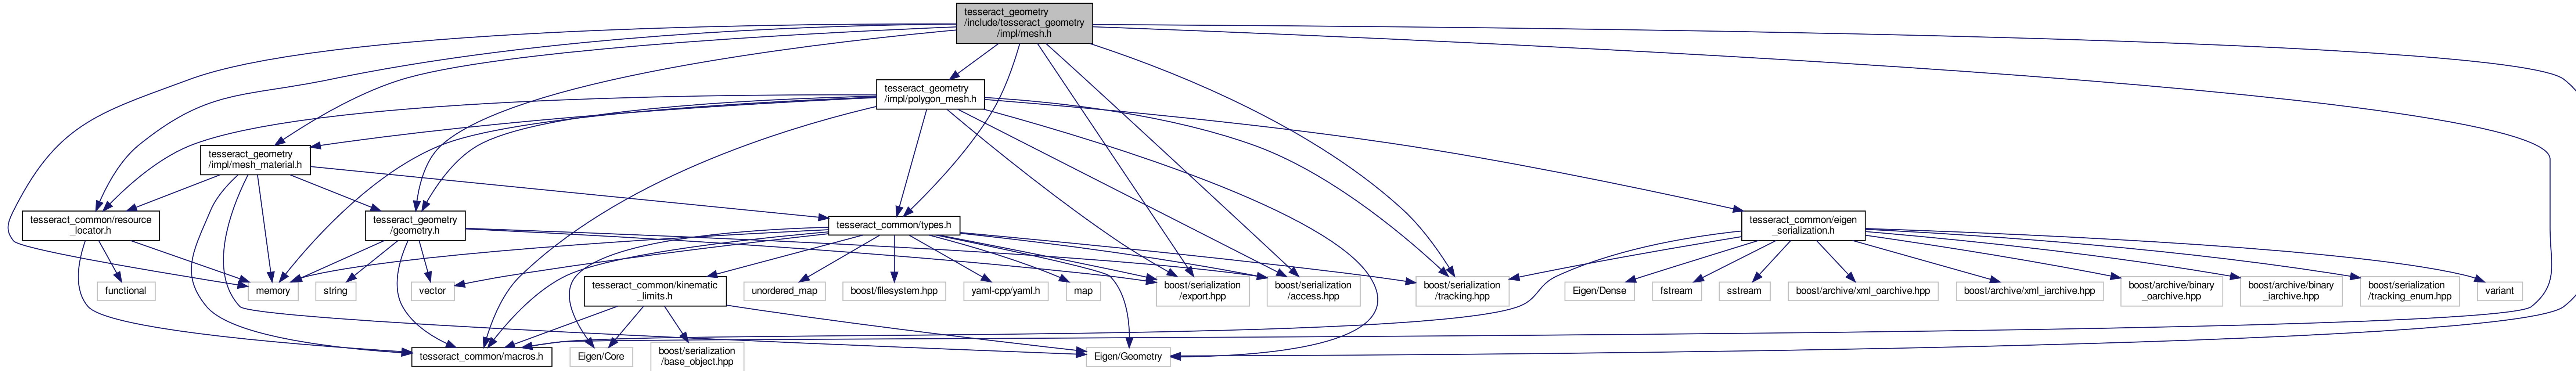 tesseract_geometry
/include/tesseract_geometry
/impl/mesh.h
tesseract_geometry
/impl/polygon_mesh.h
tesseract_geometry
/impl/mesh_material.h
tesseract_common/resource
_locator.h
tesseract_geometry
/geometry.h
tesseract_common/types.h
tesseract_common/eigen
_serialization.h
functional
memory
string
vector
tesseract_common/kinematic
_limits.h
unordered_map
boost/filesystem.hpp
yaml-cpp/yaml.h
map
boost/serialization
/export.hpp
boost/serialization
/access.hpp
boost/serialization
/tracking.hpp
Eigen/Dense
fstream
sstream
boost/archive/xml_oarchive.hpp
boost/archive/xml_iarchive.hpp
boost/archive/binary
_oarchive.hpp
boost/archive/binary
_iarchive.hpp
boost/serialization
/tracking_enum.hpp
variant
tesseract_common/macros.h
Eigen/Core
boost/serialization
/base_object.hpp
Eigen/Geometry